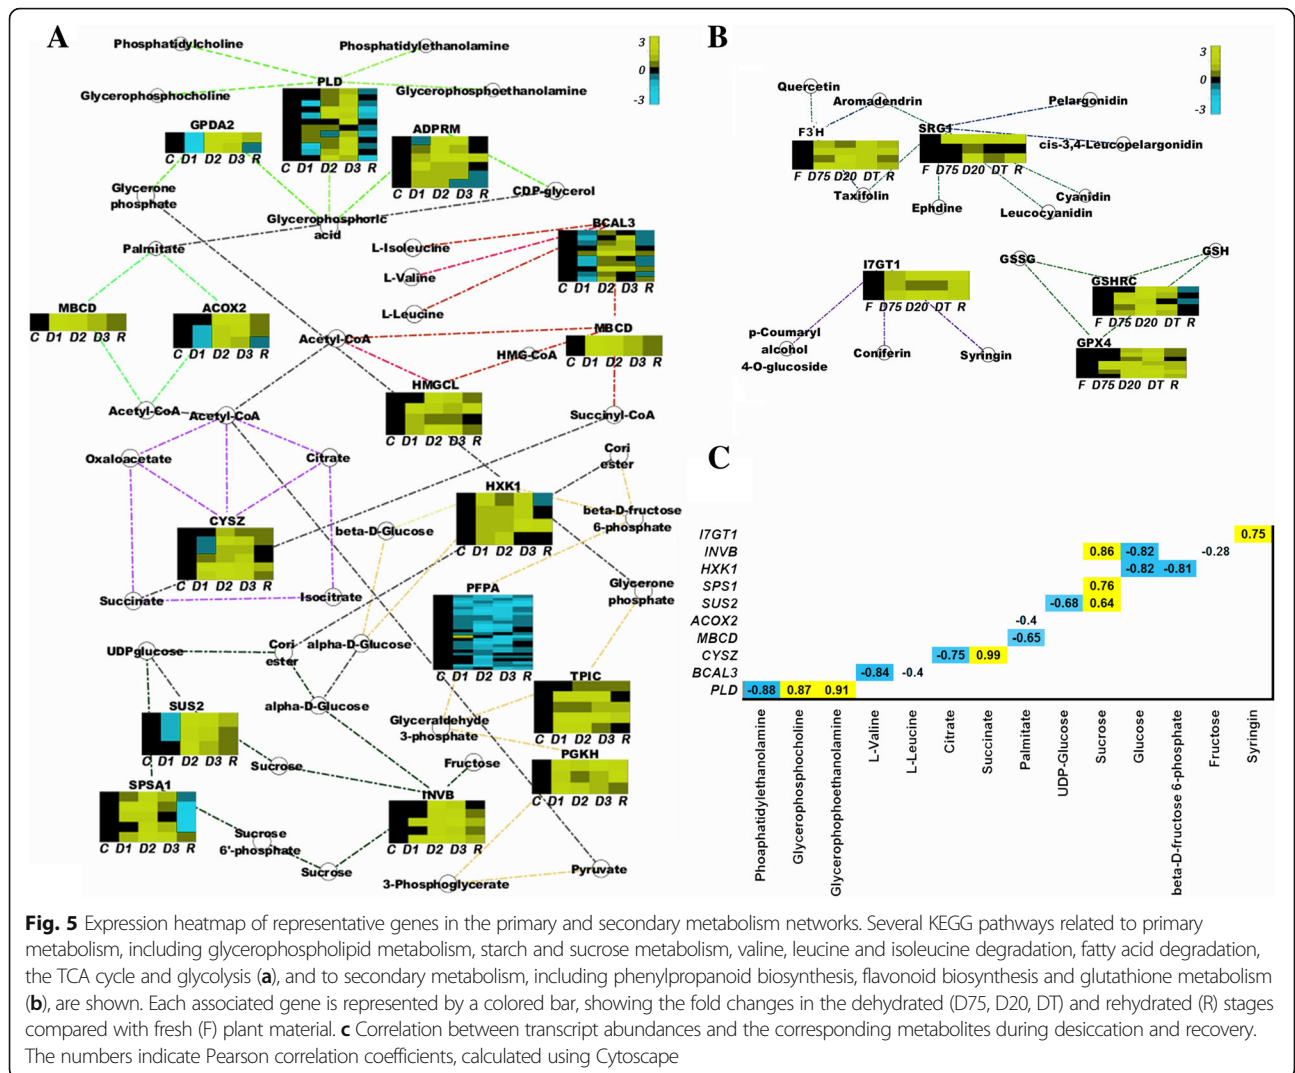 A
Phosphatidylcholine
Phosphatidylethanolamine
3
0
-3
PLD
Glycerophosphocholine
Glycerophosphoethanolamine
GPDA2
C D1 D2 D3 R
C D1 D2 D3 R
ADPRM
C D1 D2 D3 R
Glycerone
phosphate
CDP-glycerol
Glycerophosphoric
acid
BCAL3
C D1 D2 D3 R
L-Isoleucine
Palmitate
L-Valine
L-Leucine
MBCD
C D1 D2 D3 R
ACOX2
C D1 D2 D3 R
Acetyl-CoA
MBCD
C D1 D2 D3 R
HMG-CoA
HMGCL
C D1 D2 D3 R
Acetyl-CoA
Acetyl-CoA
Succinyl-CoA
Oxaloacetate
Citrate
Cori
ester
HXK1
C D1 D2 D3 R
CYSZ
C D1 D2 D3 R
beta-D-Glucose
beta-D-fructose
6-phosphate
Succinate
Isocitrate
Glycerone
phosphate
PFPA
C D1 D2 D3 R
UDPglucose
Cori
ester
alpha-D-Glucose
TPIC
C D1 D2 D3 R
SUS2
C D1 D2 D3 R
alpha-D-Glucose
Glyceraldehyde
3-phosphate
PGKH
C D1 D2 D3 R
Sucrose
Fructose
SPSA1
C D1 D2 D3 R
INVB
C D1 D2 D3 R
Sucrose
6'-phosphate
Sucrose
3-Phosphoglycerate
Pyruvate
B
3
0
-3
Quercetin
Aromadendrin
Pelargonidin
F3H
F D75 D20 DT R
SRG1
F D75 D20 DT R
cis-3,4-Leucopelargonidin
Taxifolin
Ephdine
Leucocyanidin
Cyanidin
I7GT1
F D75 D20 DT R
GSSG
GSH
GSHRC
F D75 D20 DT R
p-Coumaryl
alcohol
4-O-glucoside
Coniferin
Syringin
GPX4
F D75 D20 DT R
C
I7GT1 0.75
INVB 0.86 -0.82 -0.28
HXK1 -0.82 -0.81
SPS1 0.76
SUS2 -0.68 0.64
ACOX2 -0.4
MBCD -0.65
CYSZ -0.75 0.99
BCAL3 -0.84 -0.4
PLD -0.88 0.87 0.91
Phoaphatidylethanolamine
Glycerophosphocholine
Glycerophophoethanolamine
L-Valine
L-Leucine
Citrate
Succinate
Palmitate
UDP-Glucose
Sucrose
Glucose
beta-D-fructose 6-phosphate
Fructose
Syringin
Fig. 5 Expression heatmap of representative genes in the primary and secondary metabolism networks. Several KEGG pathways related to primary
metabolism, including glycerophospholipid metabolism, starch and sucrose metabolism, valine, leucine and isoleucine degradation, fatty acid degradation,
the TCA cycle and glycolysis (a), and to secondary metabolism, including phenylpropanoid biosynthesis, flavonoid biosynthesis and glutathione metabolism
(b), are shown. Each associated gene is represented by a colored bar, showing the fold changes in the dehydrated (D75, D20, DT) and rehydrated (R) stages
compared with fresh (F) plant material. c Correlation between transcript abundances and the corresponding metabolites during desiccation and recovery.
The numbers indicate Pearson correlation coefficients, calculated using Cytoscape